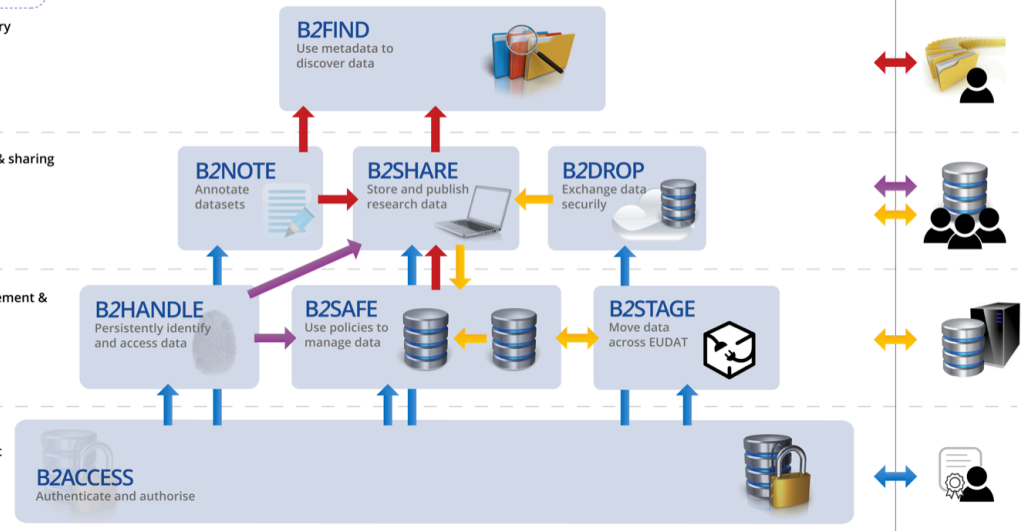 ry
B2FIND
Use metadata to
discover data
& sharing
B2NOTE
Annotate
datasets
B2SHARE
Store and publish
research data
B2DROP
Exchange data
securily
ement &
B2HANDLE
Persistently identify
and access data
B2SAFE
Use policies to
manage data
B2STAGE
Move data
across EUDAT
B2ACCESS
Authenticate and authorise